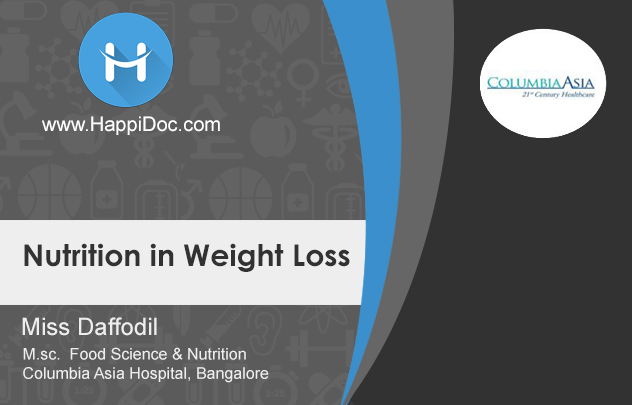 www.HappiDoc.com
COLUMBIAASIA
21st Century Healthcare
Nutrition in Weight Loss
Miss Daffodil
M.sc.  Food Science & Nutrition
Columbia Asia Hospital, Bangalore